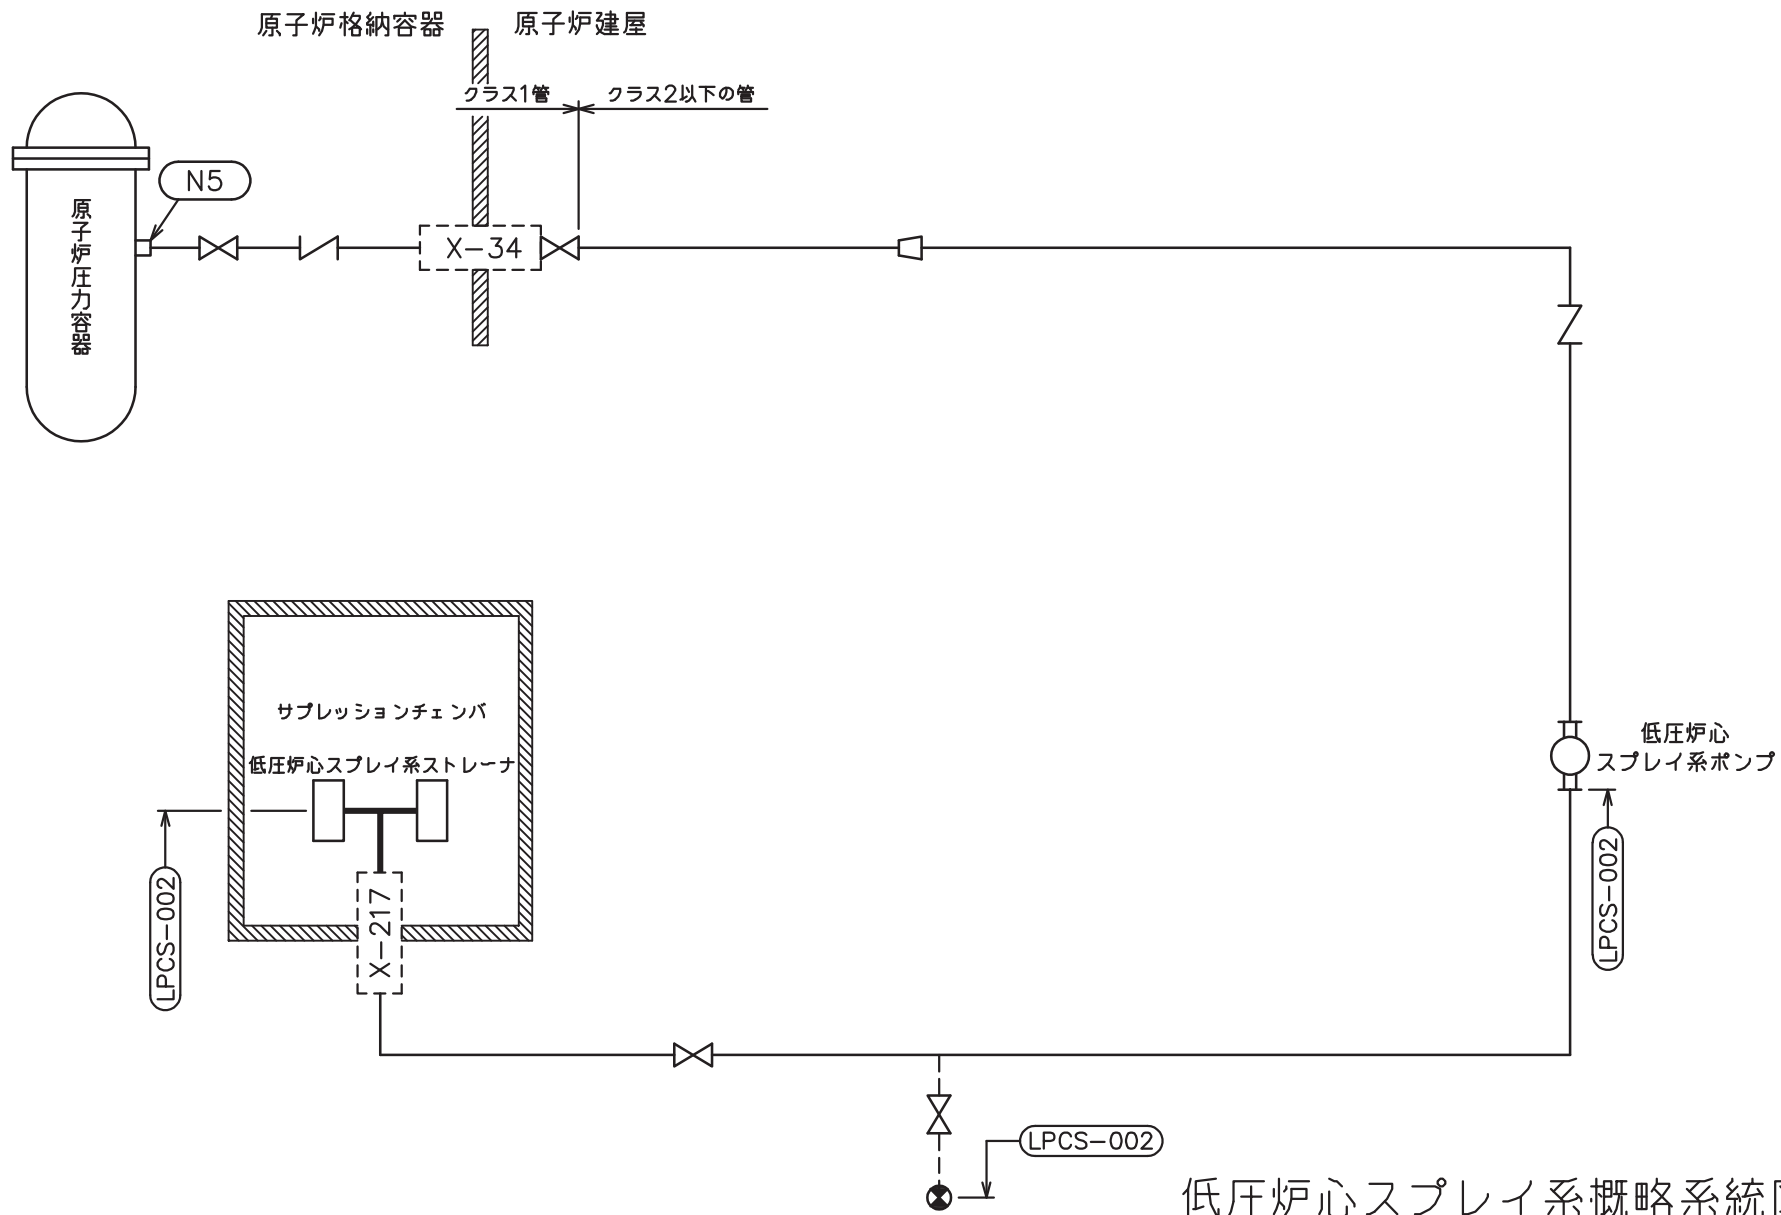 原子炉格納容器
原子炉建屋
クラス1管
クラス2以下の管
N5
原子炉圧力容器
X-34
サプレッションチェンバ
低圧炉心スプレイ系ストレーナ
低圧炉心
スプレイ系ポンプ
LPCS-002
LPCS-002
X-217
LPCS-002
低圧炉心スプレイ系概略系統図